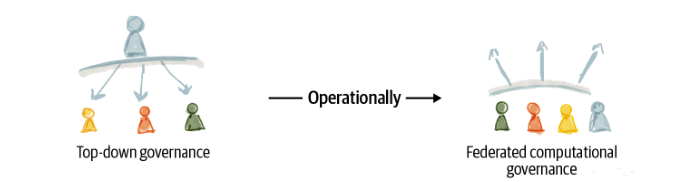 Operationally
Top-down governance
Federated computational
governance